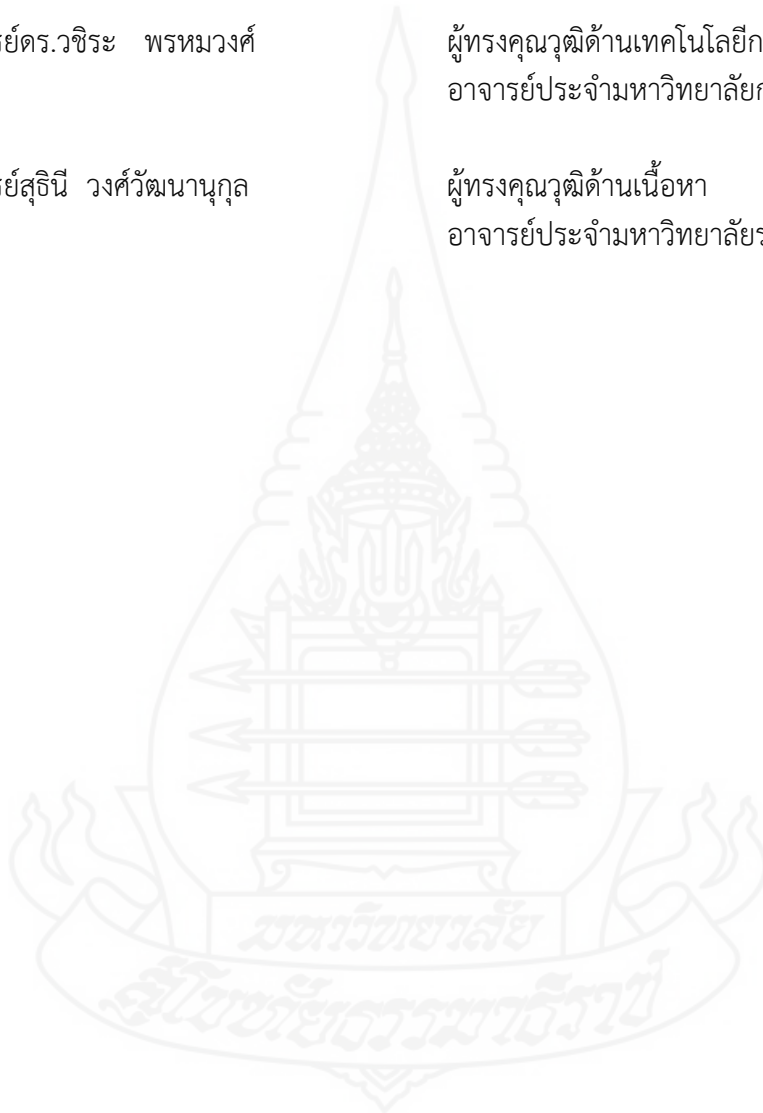 รย์ดร.วชิระ พรหมวงศ์ ผู้ทรงคุณวุฒิด้านเทคโนโลยีก
อาจารย์ประจำมหาวิทยาลัยก
รย์สุธินี วงศ์วัฒนานุกุล ผู้ทรงคุณวุฒิด้านเนื้อหา
อาจารย์ประจำมหาวิทยาลัยร
มหาวิทยาลัย
สุโขทัยธรรมาธิราช